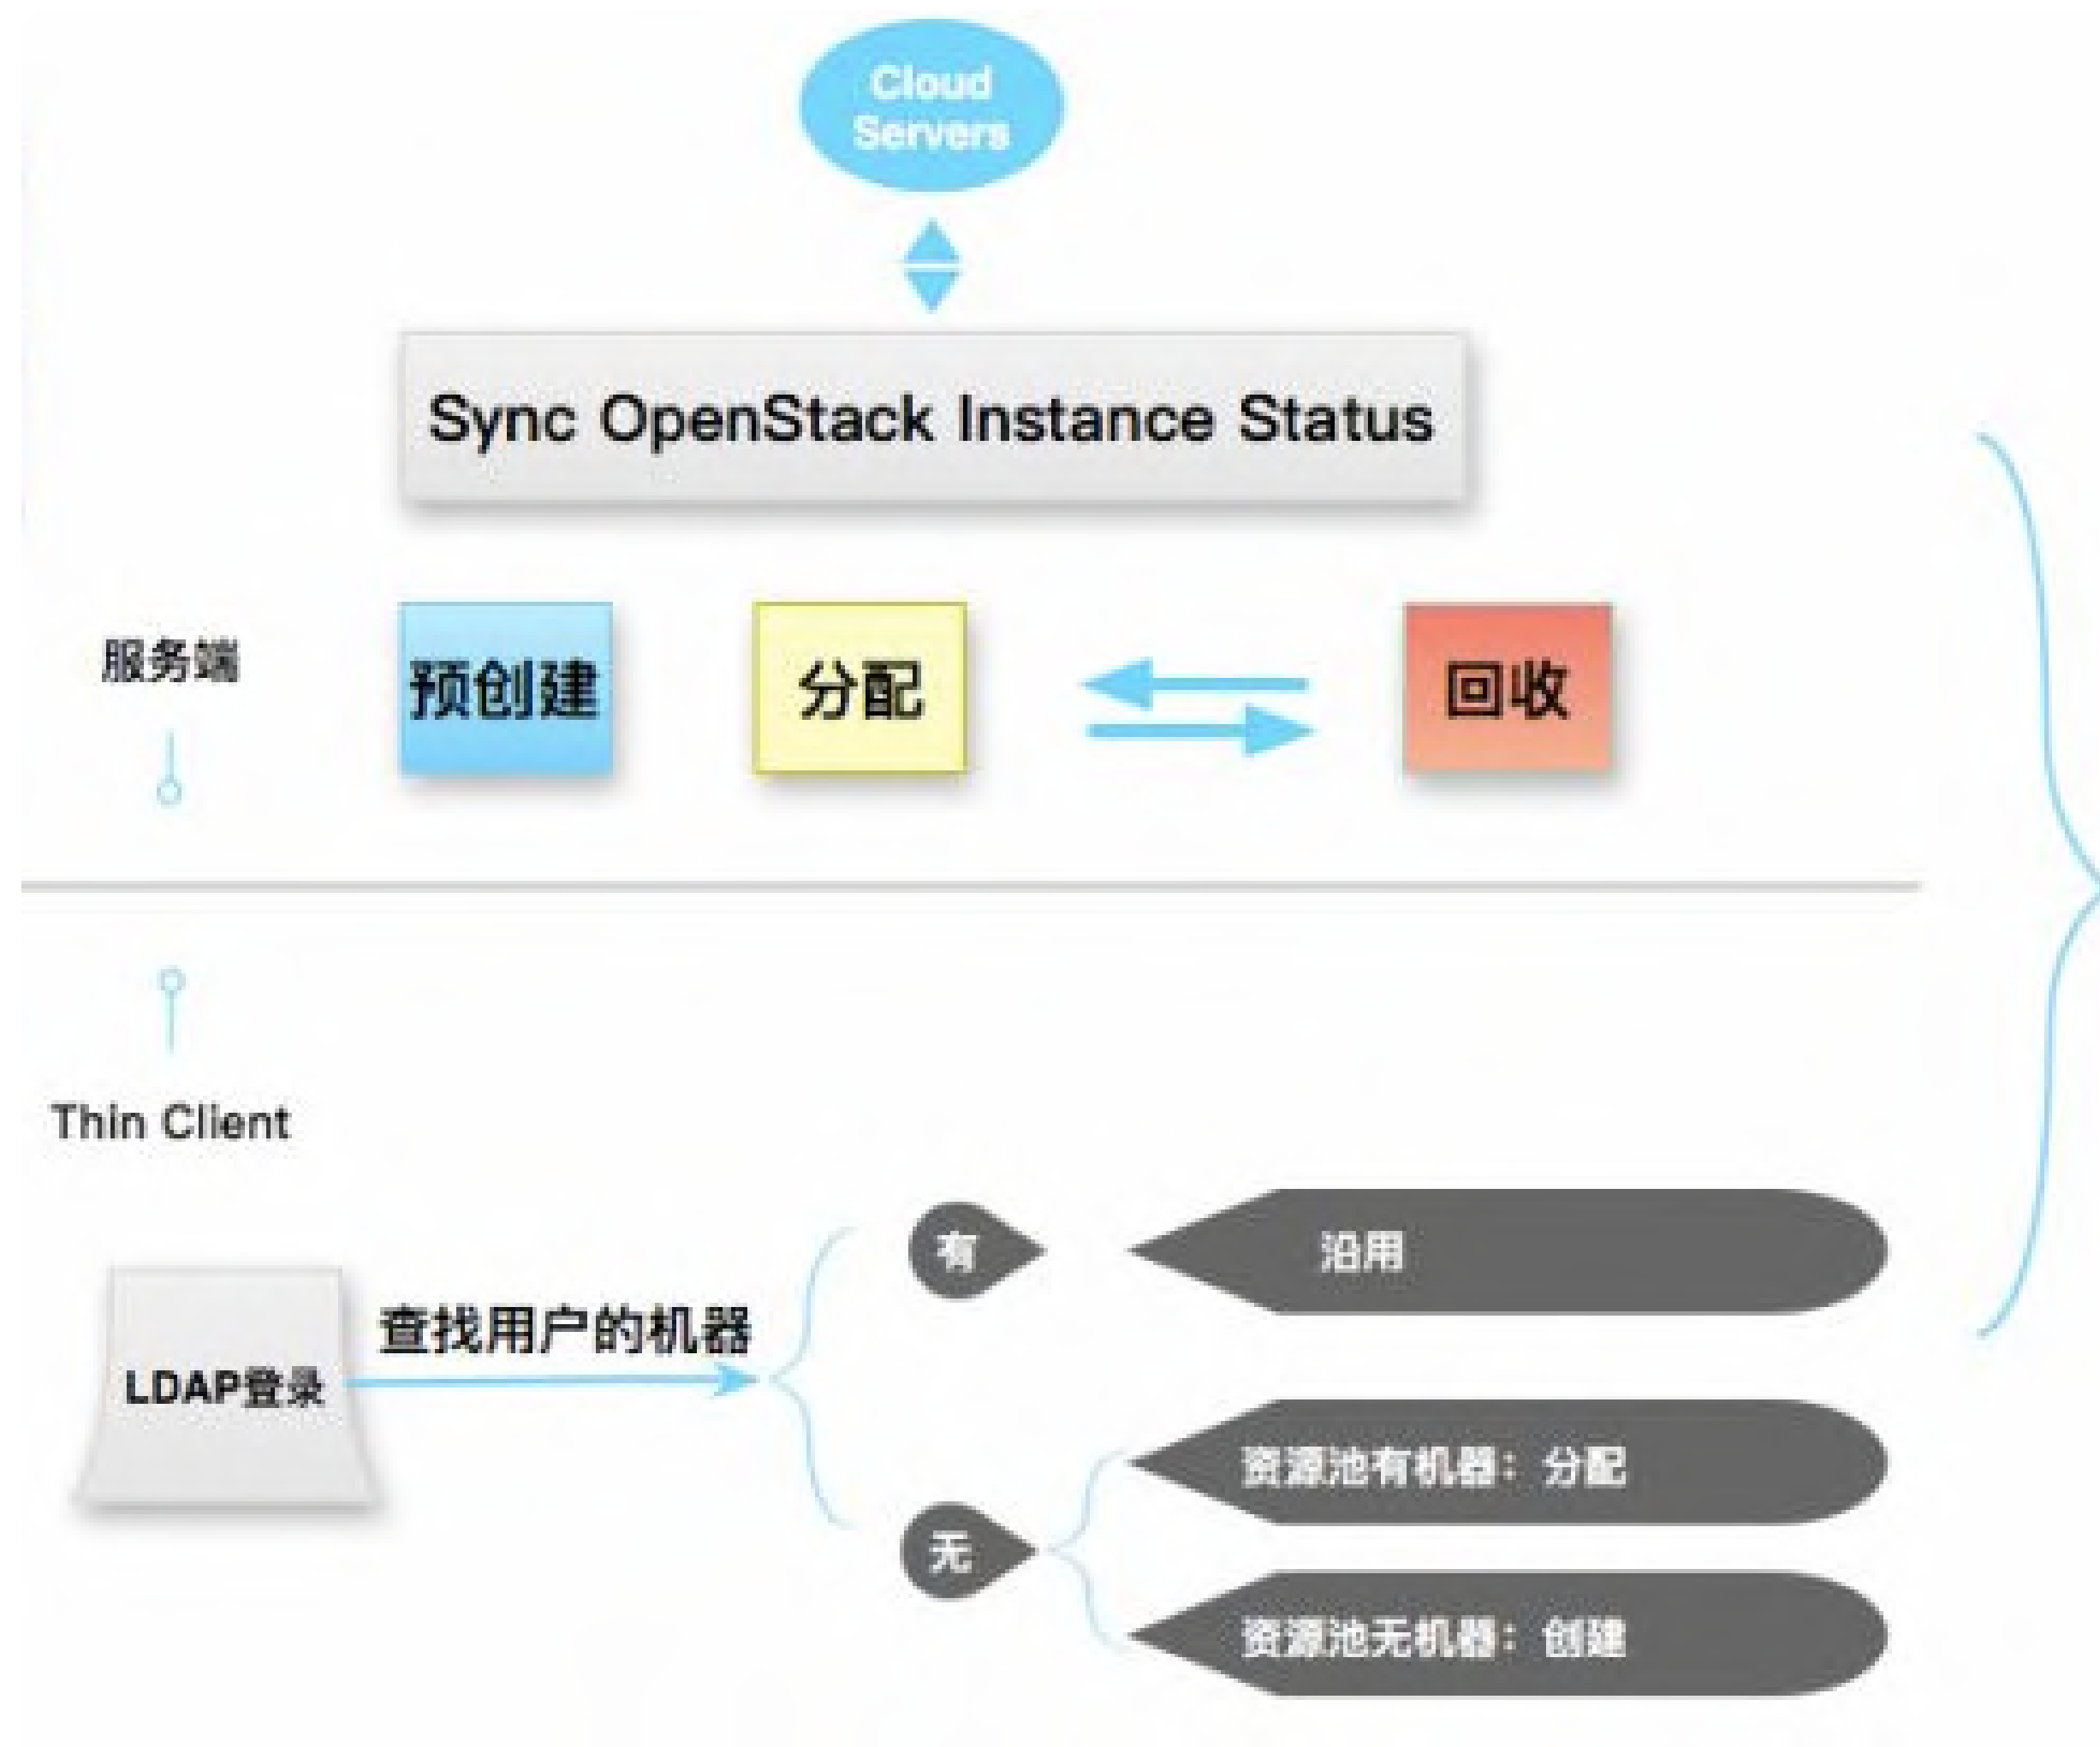 Cloud
Servers
Sync OpenStack Instance Status
服务端
预创建
分配
回收
Thin Client
LDAP登录
查找用户的机器
有
沿用
无
资源池有机器：分配
资源池无机器：创建